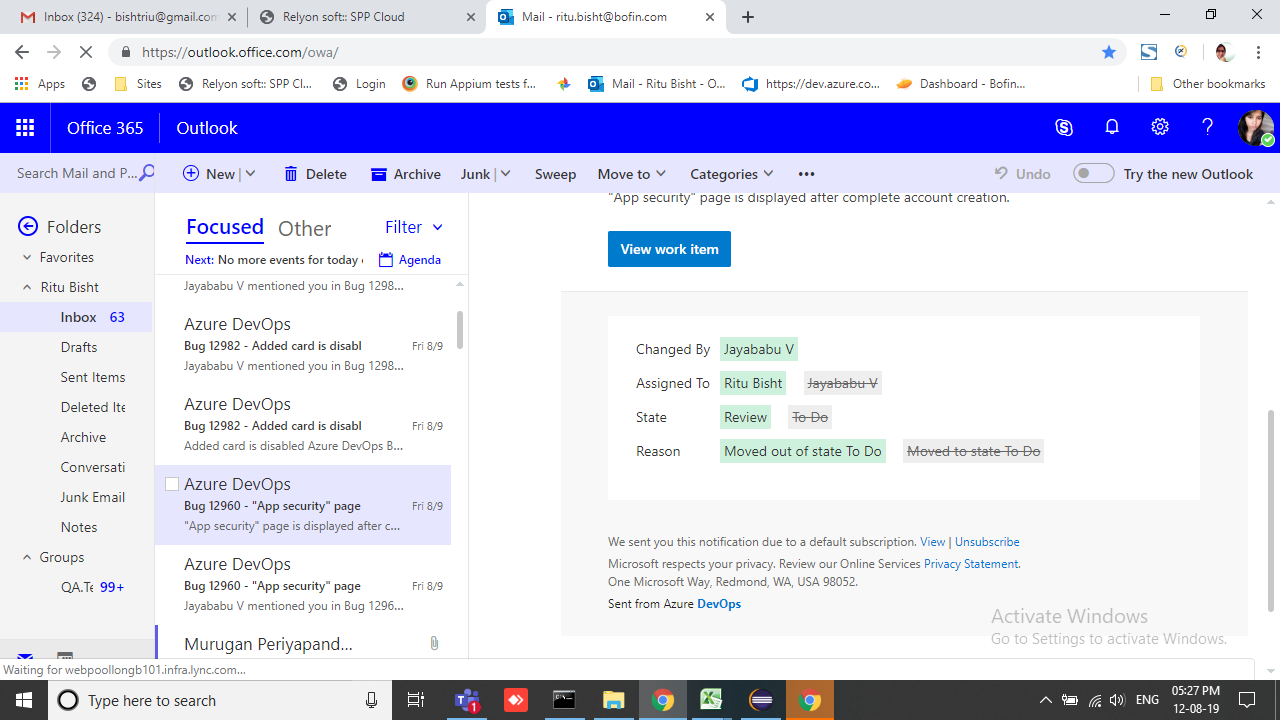 Inbox (324) - bishtriu@gmail.com
Relyon soft:: SPP Cloud
Mail - ritu.bisht@bofin.com
https://outlook.office.com/owa/
Apps
Sites
Relyon soft:: SPP Cl...
Login
Run Appium tests f...
Mail - Ritu Bisht - O...
https://dev.azure.co...
Dashboard - Bofin...
Other bookmarks
Office 365
Outlook
Search Mail and P...
New
Delete
Archive
Junk
Sweep
Move to
Categories
Undo
Try the new Outlook
Folders
Favorites
Ritu Bisht
Inbox 63
Drafts
Sent Items
Deleted Ite
Archive
Conversati
Junk Email
Notes
Groups
QA.Te 99+
Focused Other Filter
Next: No more events for today
Agenda
Jayababu V mentioned you in Bug 1298...
Azure DevOps
Bug 12982 - Added card is disabl Fri 8/9
Jayababu V mentioned you in Bug 1298...
Azure DevOps
Bug 12982 - Added card is disabl Fri 8/9
Added card is disabled Azure DevOps B...
Azure DevOps
Bug 12960 - "App security" page Fri 8/9
"App security" page is displayed after c...
Azure DevOps
Bug 12960 - "App security" page Fri 8/9
Jayababu V mentioned you in Bug 1296...
Murugan Periyapand...
"App security" page is displayed after complete account creation.
View work item
Changed By Jayababu V
Assigned To Ritu Bisht Jayababu V
State Review To Do
Reason Moved out of state To Do Moved to state To Do
We sent you this notification due to a default subscription. View | Unsubscribe
Microsoft respects your privacy. Review our Online Services Privacy Statement.
One Microsoft Way, Redmond, WA, USA 98052.
Sent from Azure DevOps
Activate Windows
Go to Settings to activate Windows.
Waiting for webpoollongb101.infra.lync.com...
Type here to search
1
ENG
05:27 PM
12-08-19